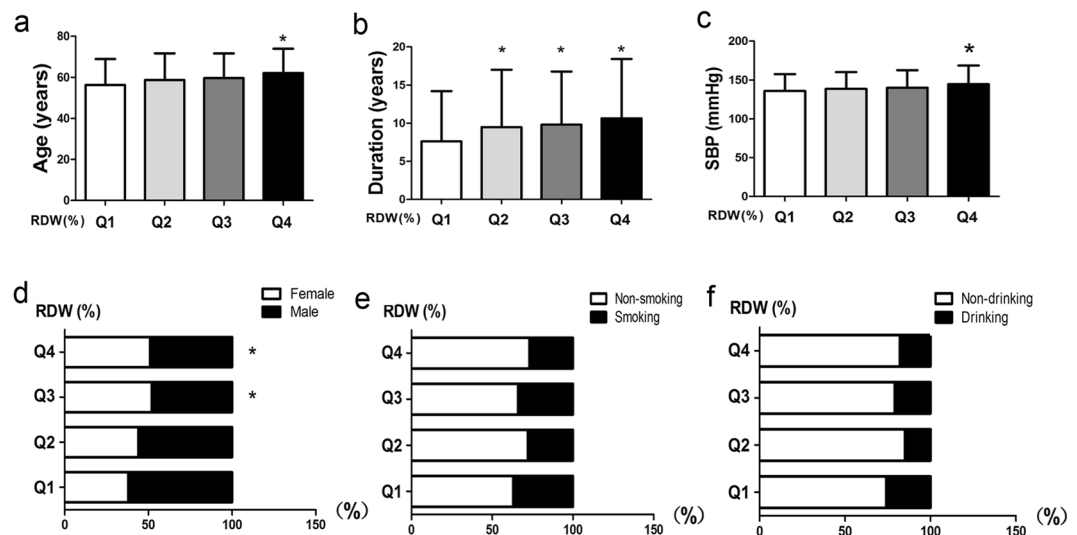 a
Age (years)
80
60
40
20
0
*
RDW(%) Q1 Q2 Q3 Q4
b
Duration (years)
20
15
10
5
0
* * *
RDW(%) Q1 Q2 Q3 Q4
c
SBP (mmHg)
200
150
100
50
0
*
RDW(%) Q1 Q2 Q3 Q4
d
RDW (%)
Female
Male
Q4 *
Q3 *
Q2
Q1
0 50 100 150 (%)
e
RDW (%)
Non-smoking
Smoking
Q4
Q3
Q2
Q1
0 50 100 150 (%)
f
RDW (%)
Non-drinking
Drinking
Q4
Q3
Q2
Q1
0 50 100 150 (%)